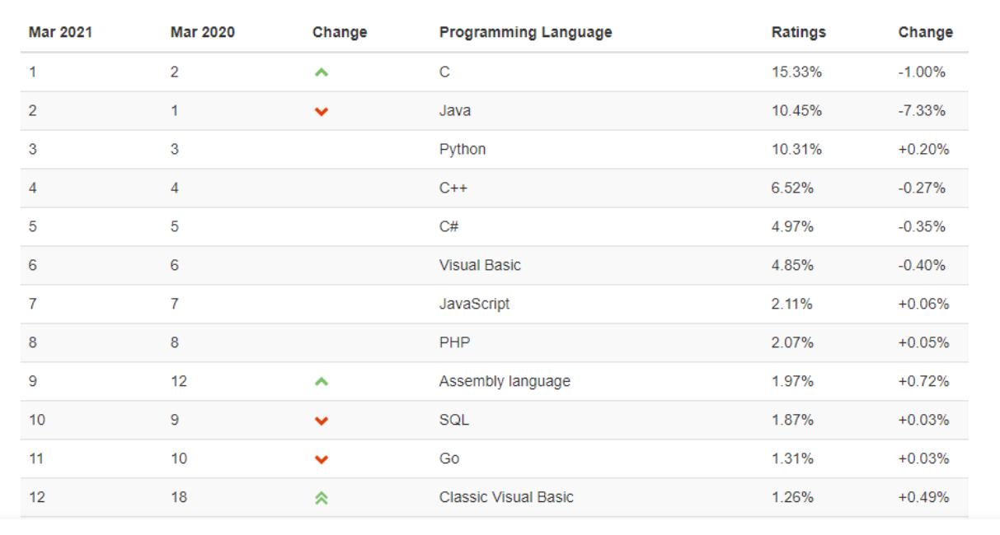 Mar 2021 Mar 2020 Change Programming Language Ratings Change
1 2 C 15.33% -1.00%
2 1 Java 10.45% -7.33%
3 3 Python 10.31% +0.20%
4 4 C++ 6.52% -0.27%
5 5 C# 4.97% -0.35%
6 6 Visual Basic 4.85% -0.40%
7 7 JavaScript 2.11% +0.06%
8 8 PHP 2.07% +0.05%
9 12 Assembly language 1.97% +0.72%
10 9 SQL 1.87% +0.03%
11 10 Go 1.31% +0.03%
12 18 Classic Visual Basic 1.26% +0.49%